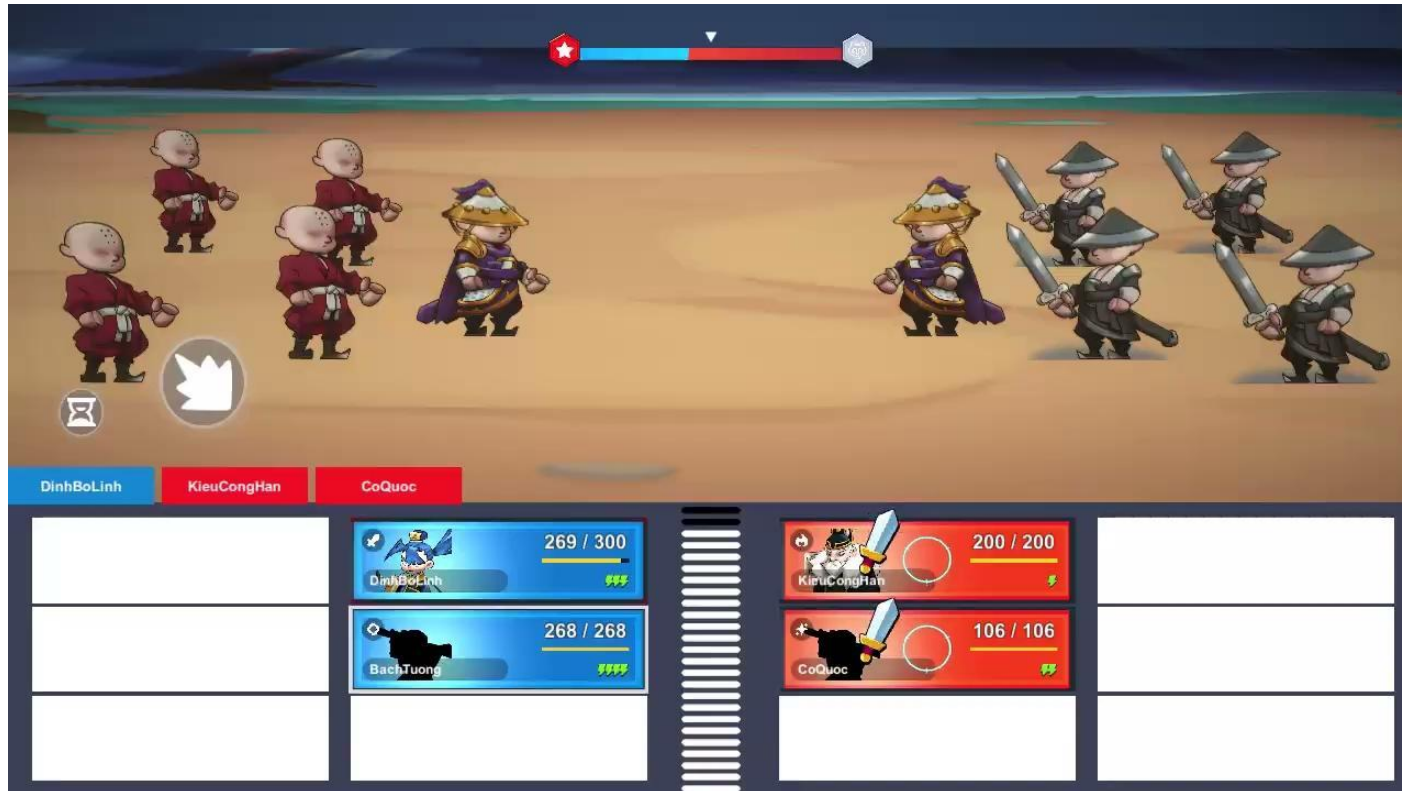 DinhBoLinh
KieuCongHan
CoQuoc
269 / 300
DinhBoLinh
268 / 268
BachTuong
200 / 200
KieuCongHan
106 / 106
CoQuoc